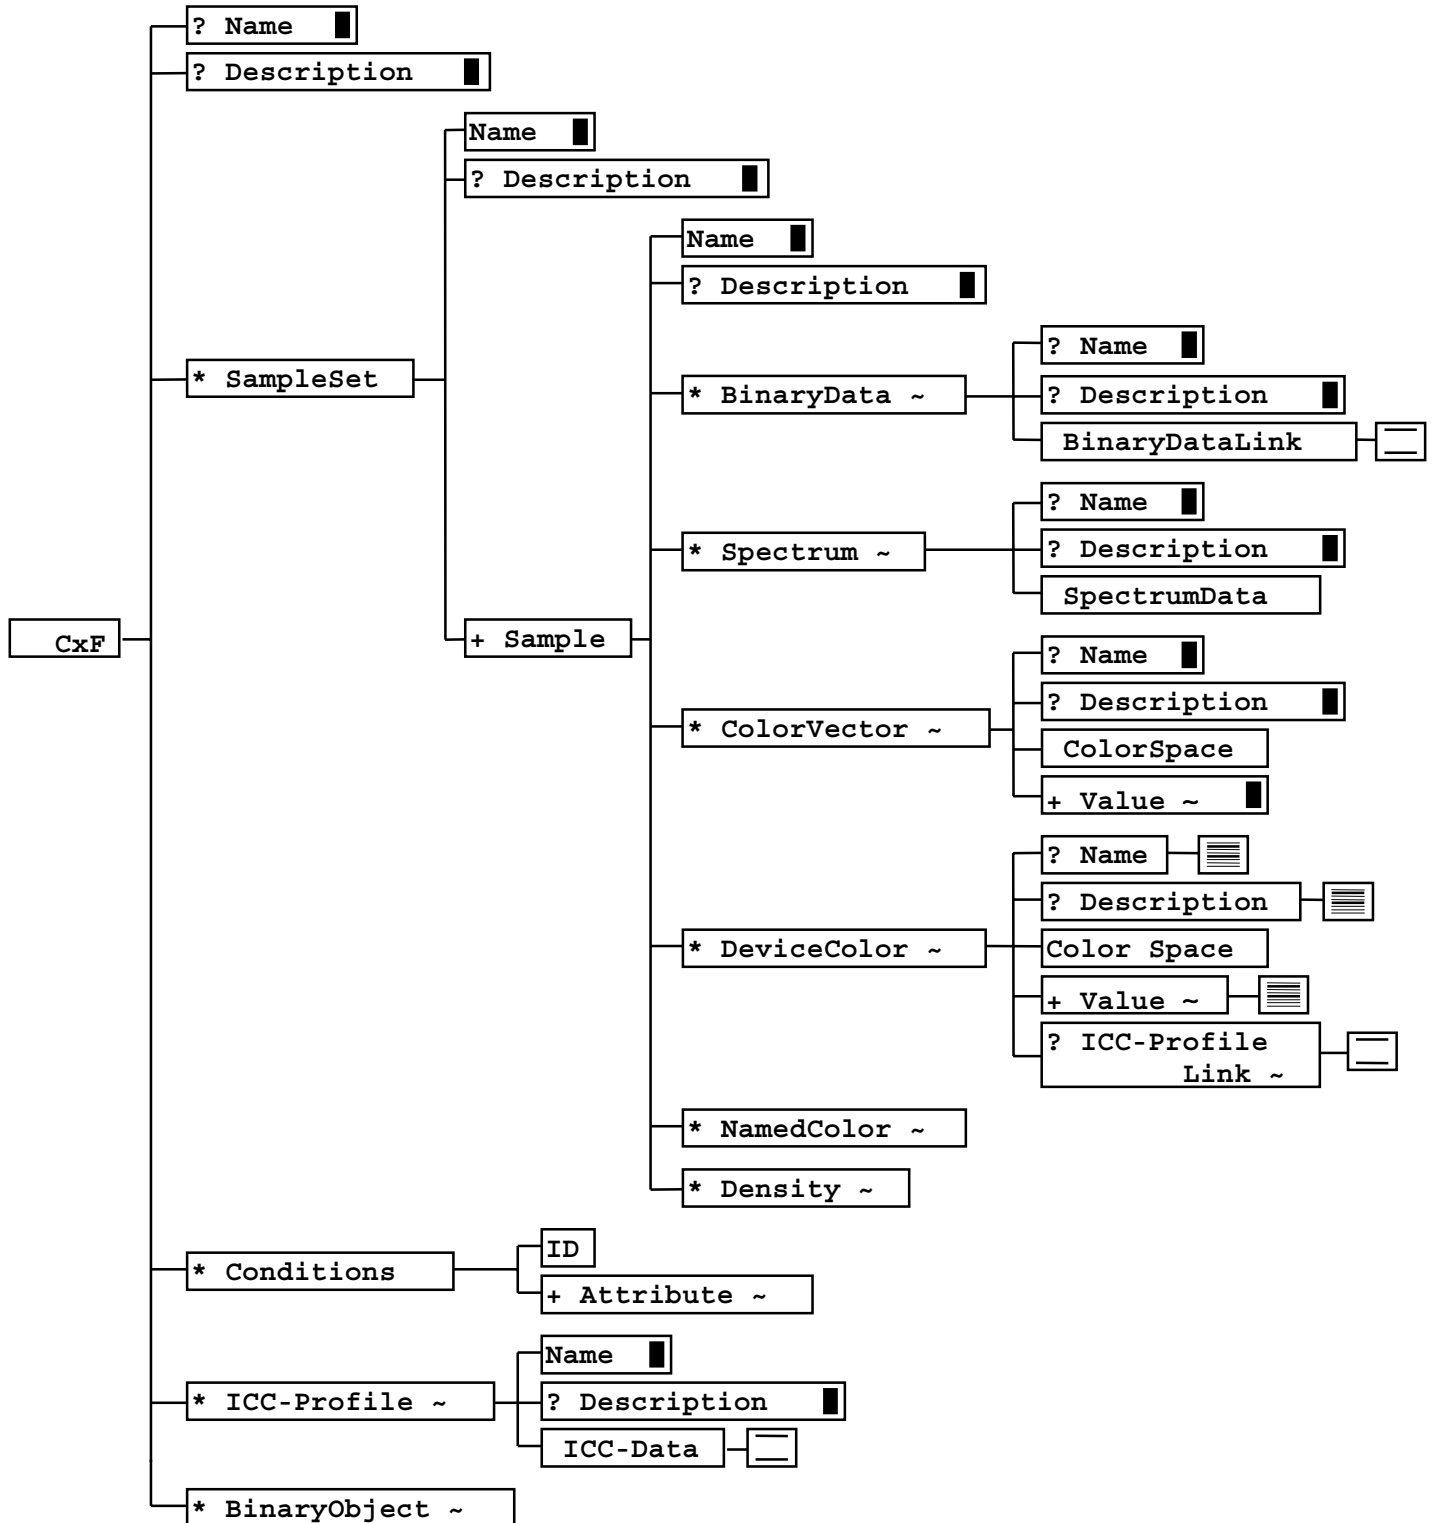 ? Name
? Description
Name
? Description
Name
? Description
? Name
* SampleSet
* BinaryData ~
? Description
BinaryDataLink
? Name
* Spectrum ~
? Description
SpectrumData
CxF
+ Sample
? Name
? Description
* ColorVector ~
ColorSpace
+ Value ~
? Name
? Description
* DeviceColor ~
Color Space
+ Value ~
? ICC-Profile
Link ~
* NamedColor ~
* Density ~
ID
* Conditions
+ Attribute ~
Name
* ICC-Profile ~
? Description
ICC-Data
* BinaryObject ~